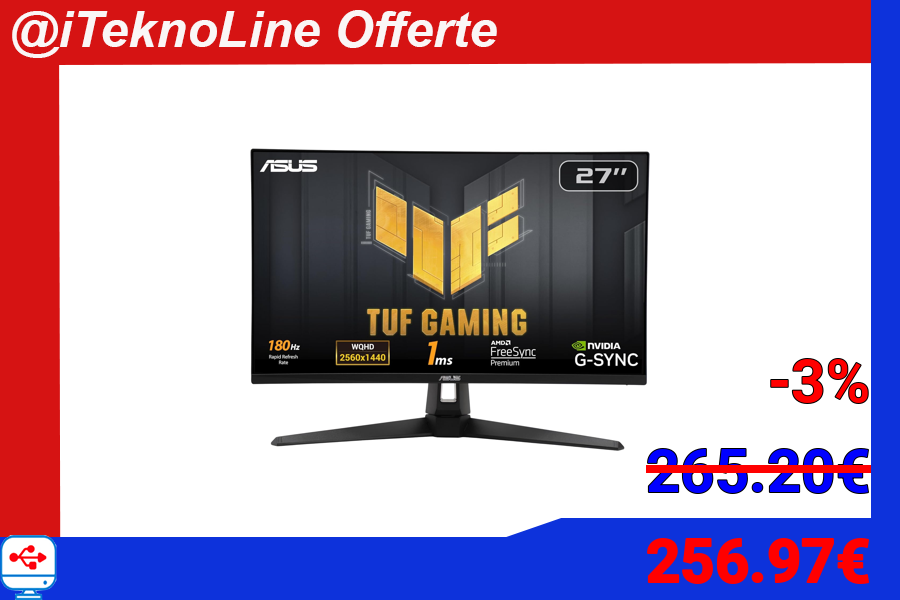 @iTeknoLine Offerte
ASUS
27"
TUF GAMING
180Hz
Rapid Refresh
Rate
WQHD
2560x1440
1ms
AMD
FreeSync
Premium
NVIDIA
G-SYNC
ASUS
-3%
265.20€
256.97€